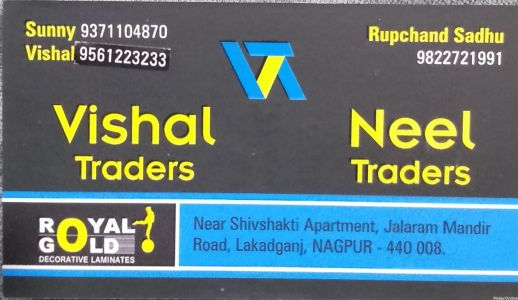 Sunny 9371104870
Vishal 9561223233
Rupchand Sadhu
9822721991
VT
Vishal
Traders
Neel
Traders
ROYAL
GOLD
DECORATIVE LAMINATES
Near Shivshakti Apartment, Jalaram Mandir
Road, Lakadganj, NAGPUR - 440 008.